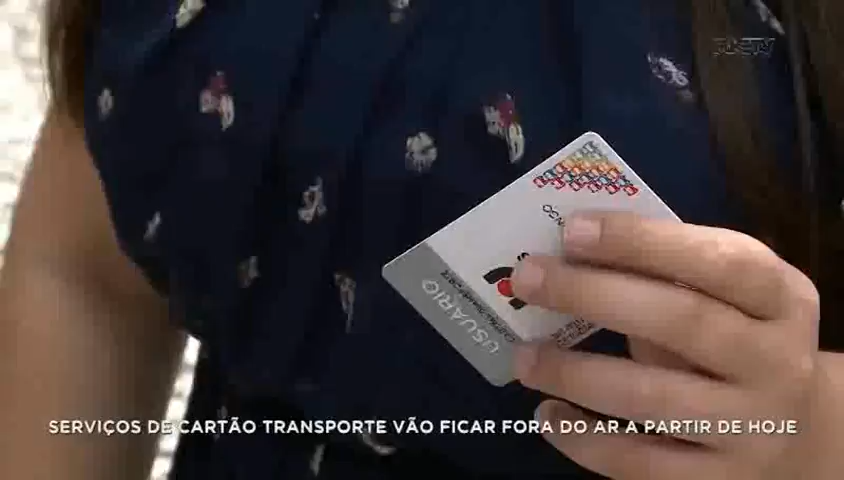 USUÁRIO
SERVIÇOS DE CARTÃO TRANSPORTE VÃO FICAR FORA DO AR A PARTIR DE HOJE